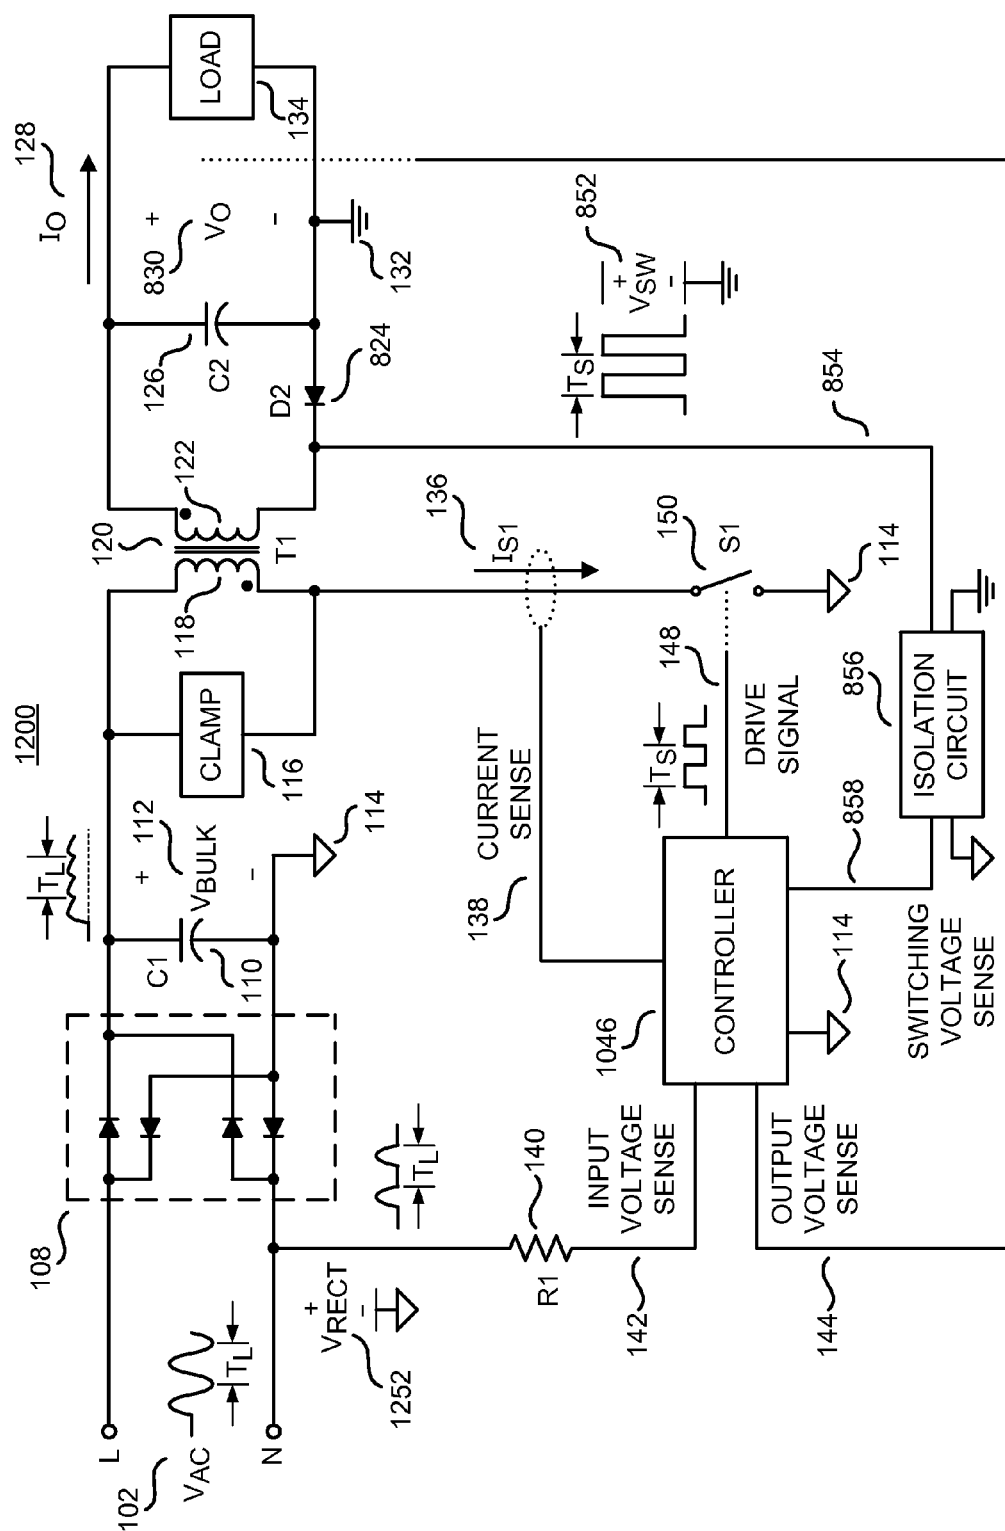 1200
102
VAC
TL
L
N
108
TL
C1
110
+
VBULK
-
112
114
CLAMP
116
118
120
T1
122
126
C2
D2
824
IO
128
+
VO
-
830
132
LOAD
134
+
VRECT
-
1252
TL
R1
140
142
INPUT
VOLTAGE
SENSE
144
OUTPUT
VOLTAGE
SENSE
CONTROLLER
1046
114
138
CURRENT
SENSE
136
IS1
TS
148
DRIVE
SIGNAL
150
S1
114
TS
+
VSW
-
852
854
ISOLATION
CIRCUIT
856
858
SWITCHING
VOLTAGE
SENSE